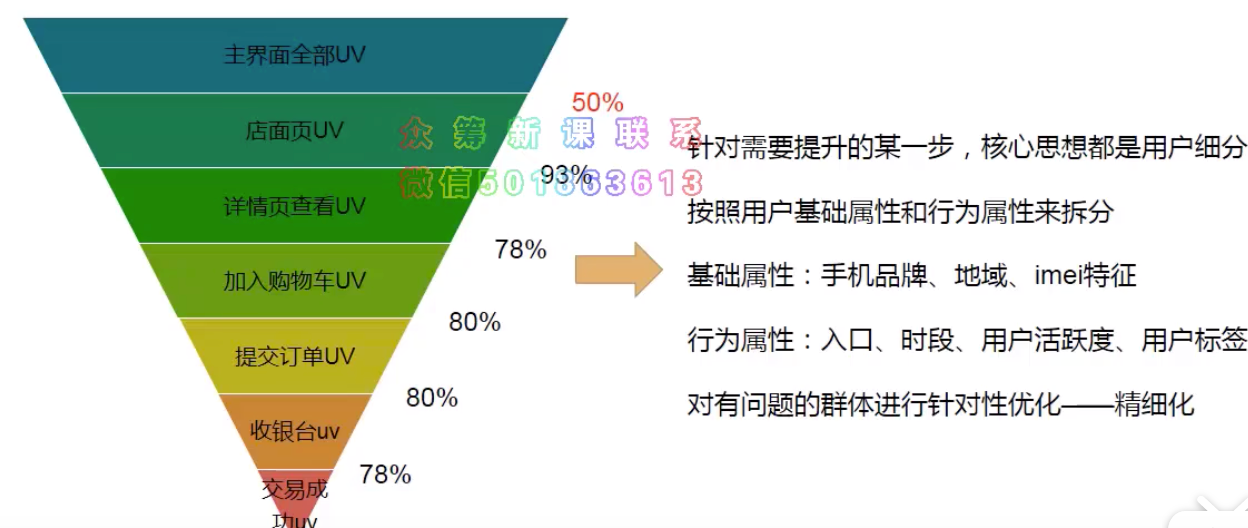 主界面全部UV
50%
店面页UV
众筹新课联系
针对需要提升的某一步，核心思想都是用户细分
93%
微信501863613
详情页查看UV
按照用户基础属性和行为属性来拆分
78%
加入购物车UV
基础属性：手机品牌、地域、imei特征
80%
提交订单UV
行为属性：入口、时段、用户活跃度、用户标签
80%
收银台uv
对有问题的群体进行针对性优化——精细化
78%
交易成
功uv